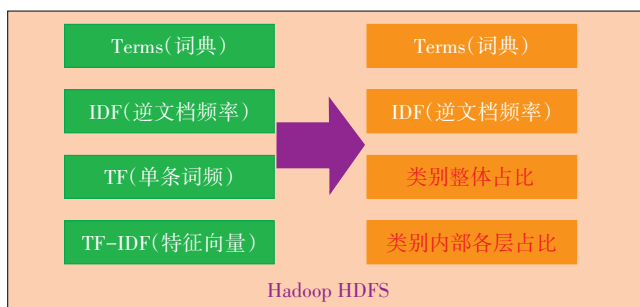 Terms(词典)
Terms(词典)
IDF(逆文档频率)
IDF(逆文档频率)
TF(单条词频)
类别整体占比
TF-IDF(特征向量)
类别内部各层占比
Hadoop HDFS